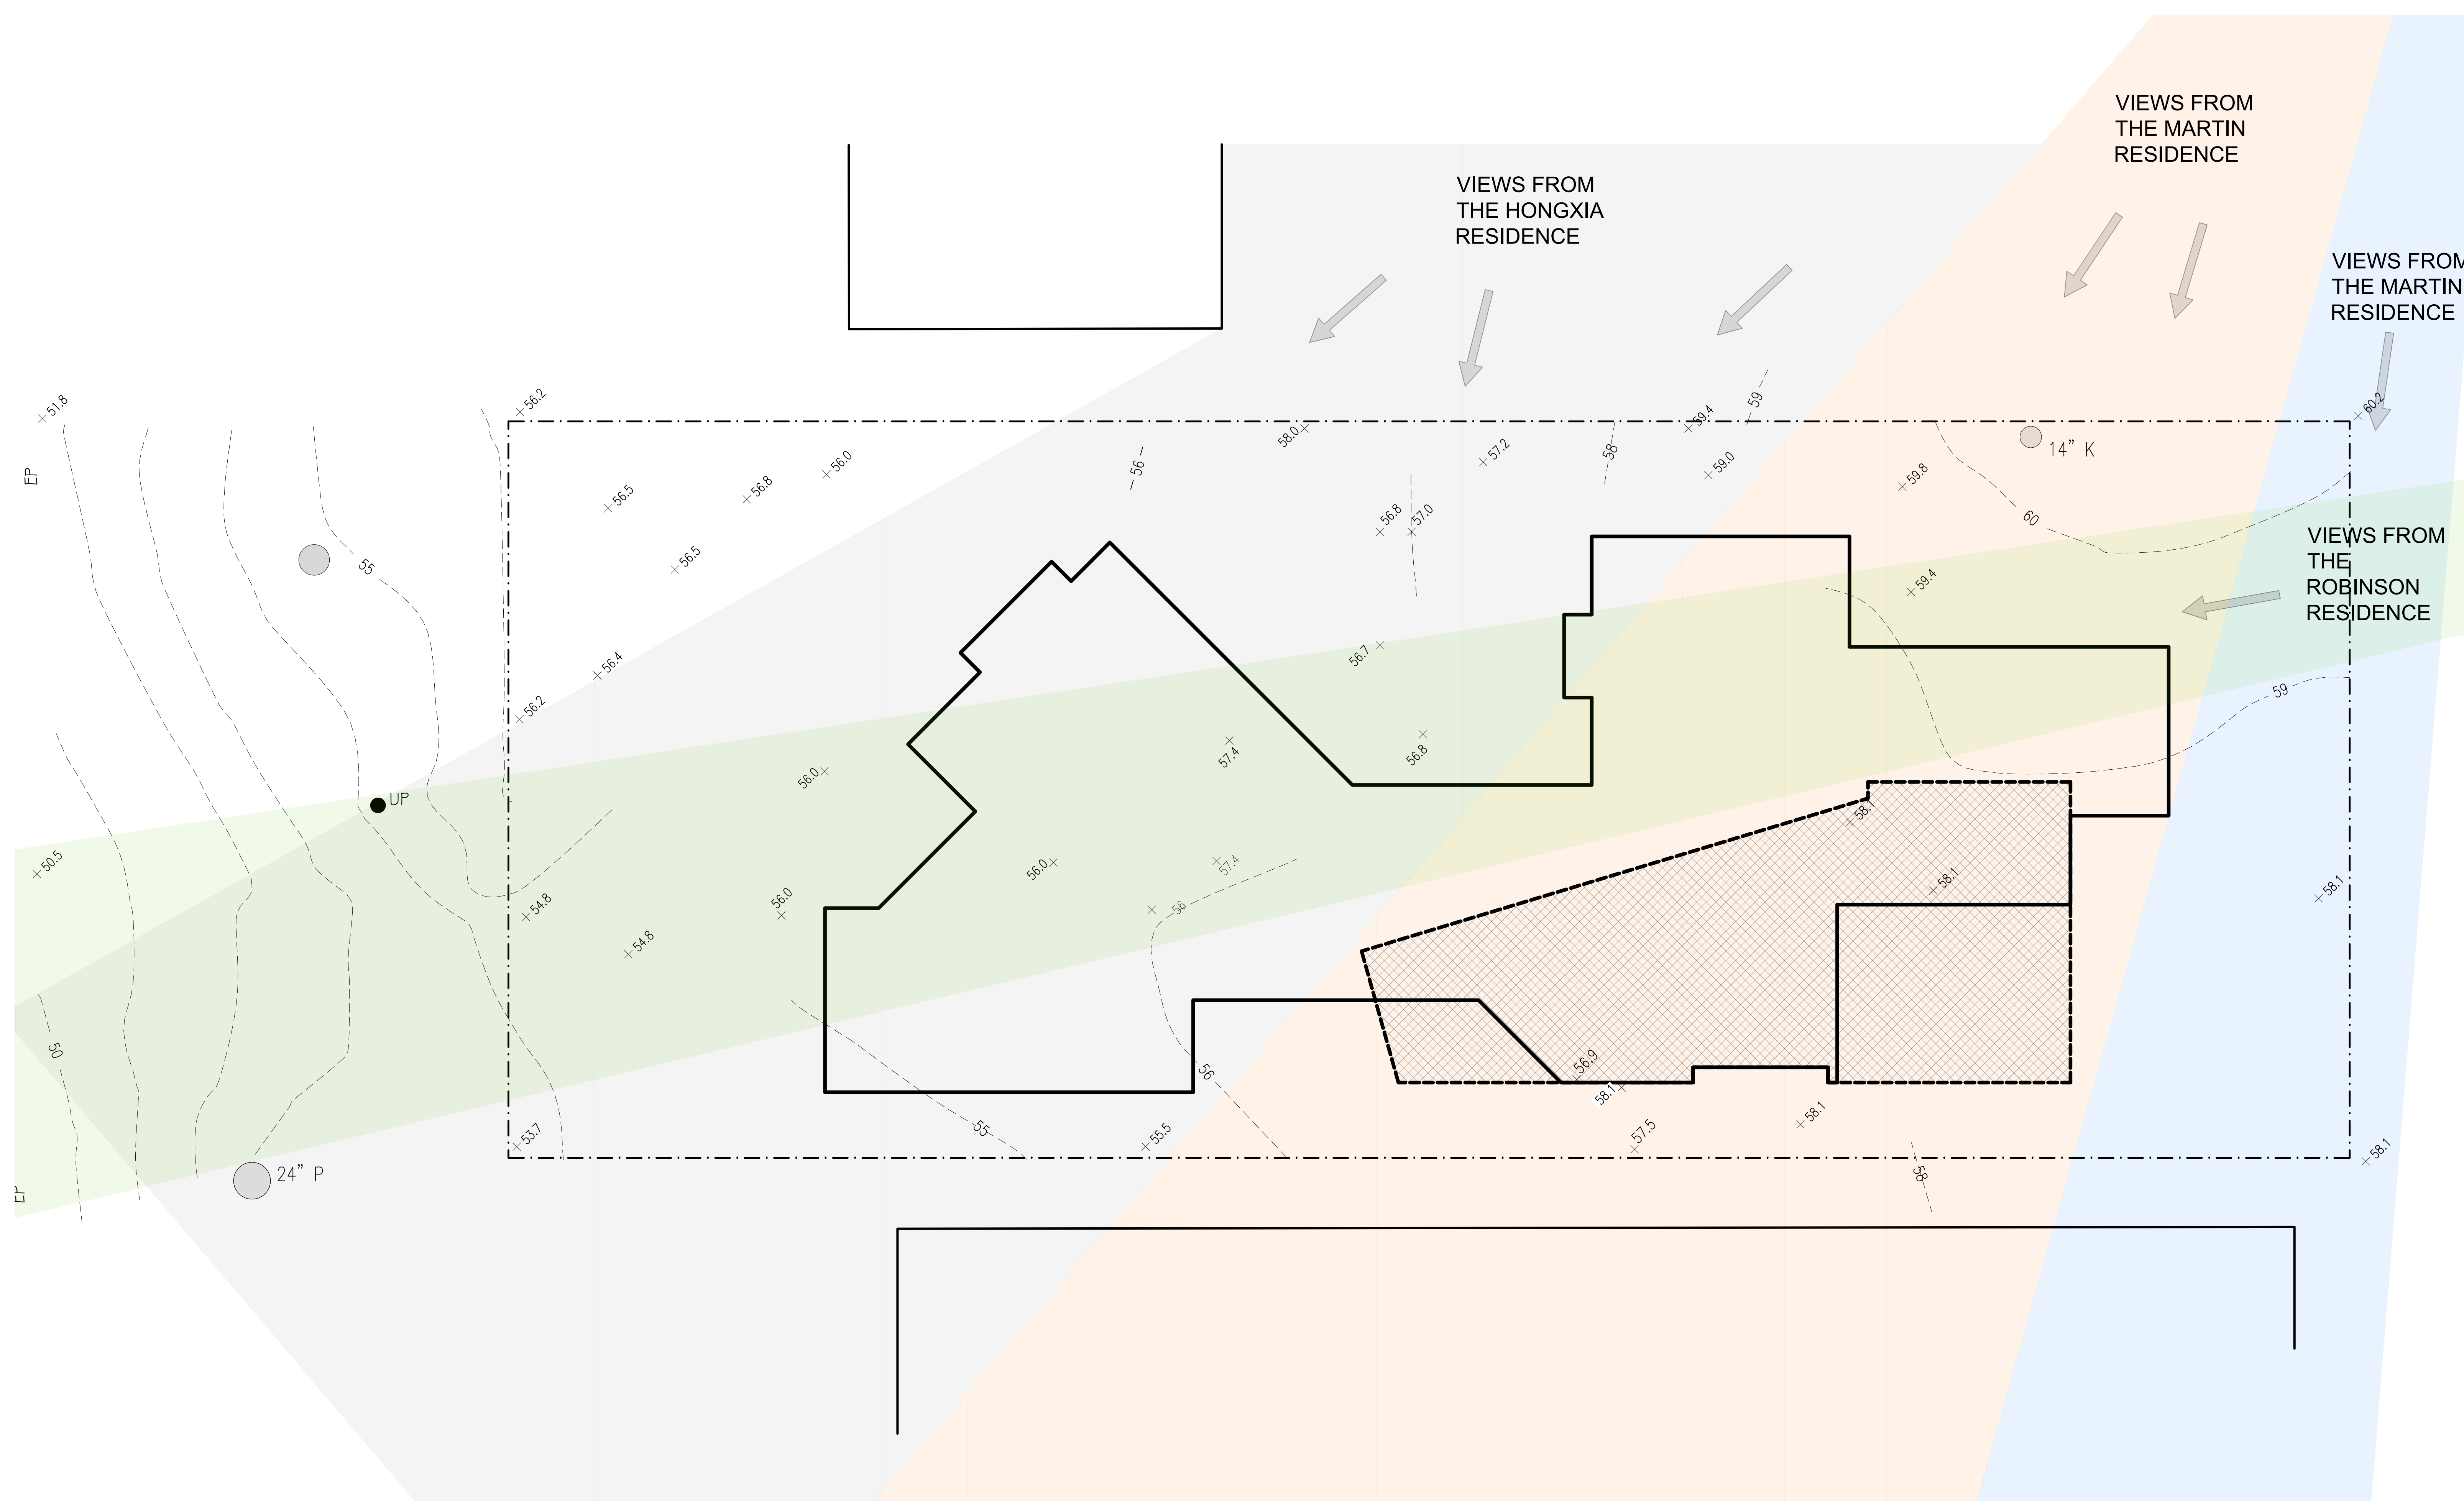 VIEWS FROM
THE MARTIN
RESIDENCE
VIEWS FROM
THE HONGXIA
RESIDENCE
VIEWS FROM
THE MARTIN
RESIDENCE
VIEWS FROM
THE
ROBINSON
RESIDENCE
51.8
56.2
58.0
59.4
59
60.2
EP
56.5
56.8
56.0
56
57.2
58
59.0
59.8
14" K
55
56.5
56.8
57.0
60
59.4
56.4
56.2
56.7
59
UP
56.0
57.4
56.8
58.1
50.5
54.8
54.8
56.0
56.0
57.4
56
58.1
58.1
50
56
56.9
58.1
53.7
55
55.5
57.5
58.1
58.1
EP
24" P
58